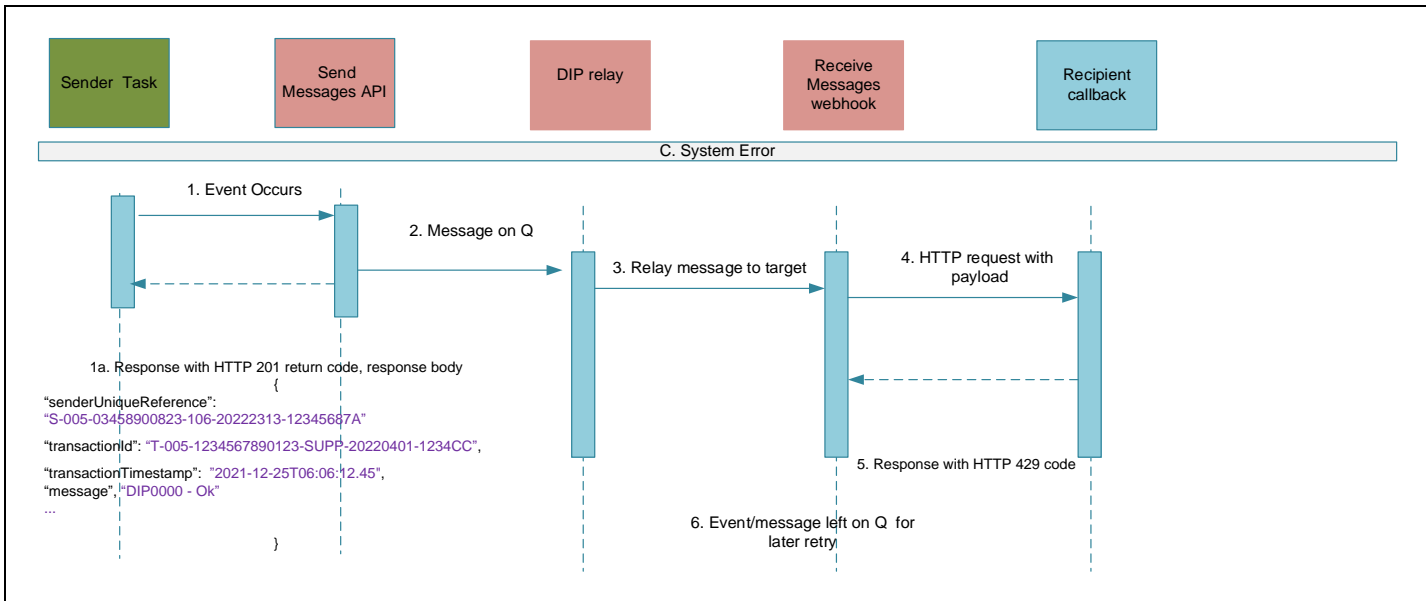 Sender Task
Send
Messages API
DIP relay
Receive
Messages
webhook
Recipient
callback
C. System Error
1. Event Occurs
2. Message on Q
3. Relay message to target
4. HTTP request with
payload
1a. Response with HTTP 201 return code, response body
{
“senderUniqueReference”:
“S-005-03458900823-106-20222313-12345687A”
“transactionId”: “T-005-1234567890123-SUPP-20220401-1234CC”,
“transactionTimestamp”: ”2021-12-25T06:06:12.45”,
“message”, “DIP0000 - Ok”
...
}
5. Response with HTTP 429 code
6. Event/message left on Q for
later retry